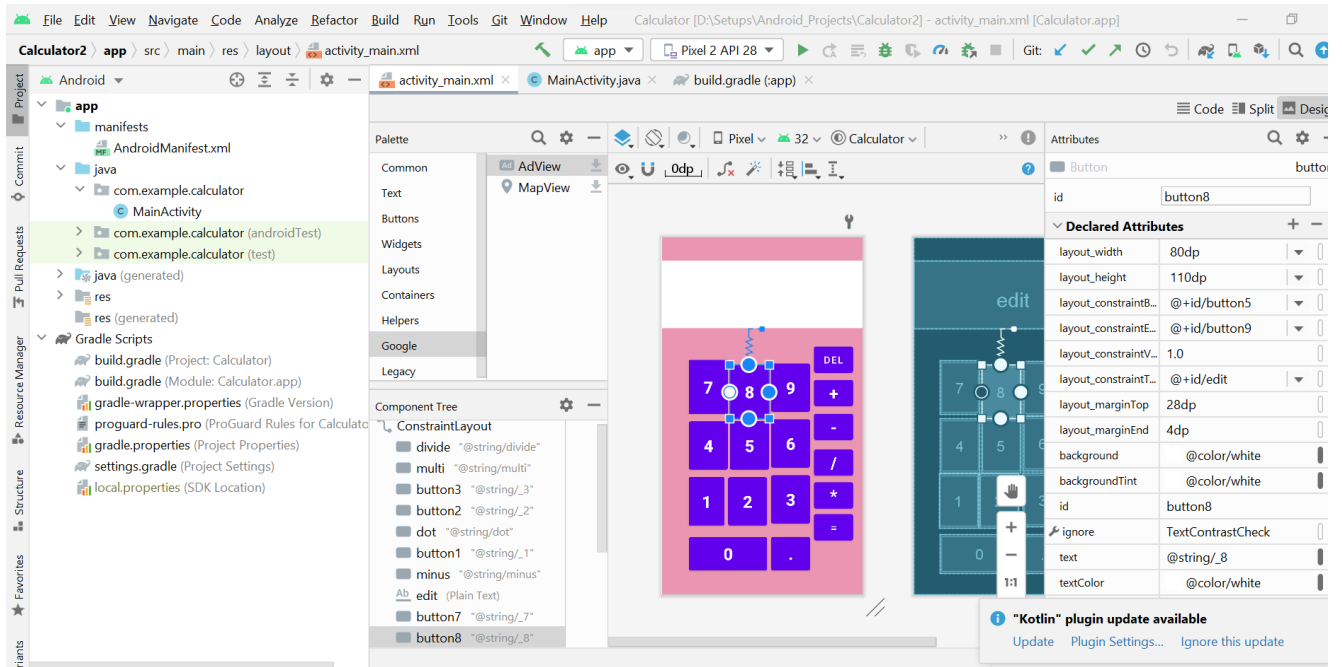 File Edit View Navigate Code Analyze Refactor Build Run Tools Git Window Help Calculator [D:\Setups\Android_Projects\Calculator2] - activity_main.xml [Calculator.app]
Calculator2 app src main res layout activity_main.xml app Pixel 2 API 28 Git:
Project
Commit
Pull Requests
Resource Manager
Structure
Favorites
Android
app
manifests
MF AndroidManifest.xml
java
com.example.calculator
C MainActivity
com.example.calculator (androidTest)
com.example.calculator (test)
java (generated)
res
res (generated)
Gradle Scripts
build.gradle (Project: Calculator)
build.gradle (Module: Calculator.app)
gradle-wrapper.properties (Gradle Version)
proguard-rules.pro (ProGuard Rules for Calculato
gradle.properties (Project Properties)
settings.gradle (Project Settings)
local.properties (SDK Location)
activity_main.xml C MainActivity.java build.gradle (:app)
Code Split Desig
Palette
Common
Text
Buttons
Widgets
Layouts
Containers
Helpers
Google
Legacy
Ad AdView
MapView
Component Tree
ConstraintLayout
divide "@string/divide"
multi "@string/multi"
button3 "@string/_3"
button2 "@string/_2"
dot "@string/dot"
button1 "@string/_1"
minus "@string/minus"
Ab edit (Plain Text)
button7 "@string/_7"
button8 "@string/_8"
Pixel 32 Calculator
0dp
7 8 9 DEL
+
4 5 6 -
/
1 2 3 *
0 . =
edit
7 8 9
4 5 6
1
0
1:1
Attributes
Button butto
id button8
Declared Attributes
layout_width 80dp
layout_height 110dp
layout_constraintB... @+id/button5
layout_constraintE... @+id/button9
layout_constraintV... 1.0
layout_constraintT... @+id/edit
layout_marginTop 28dp
layout_marginEnd 4dp
background @color/white
backgroundTint @color/white
id button8
ignore TextContrastCheck
text @string/_8
textColor @color/white
"Kotlin" plugin update available
Update Plugin Settings... Ignore this update